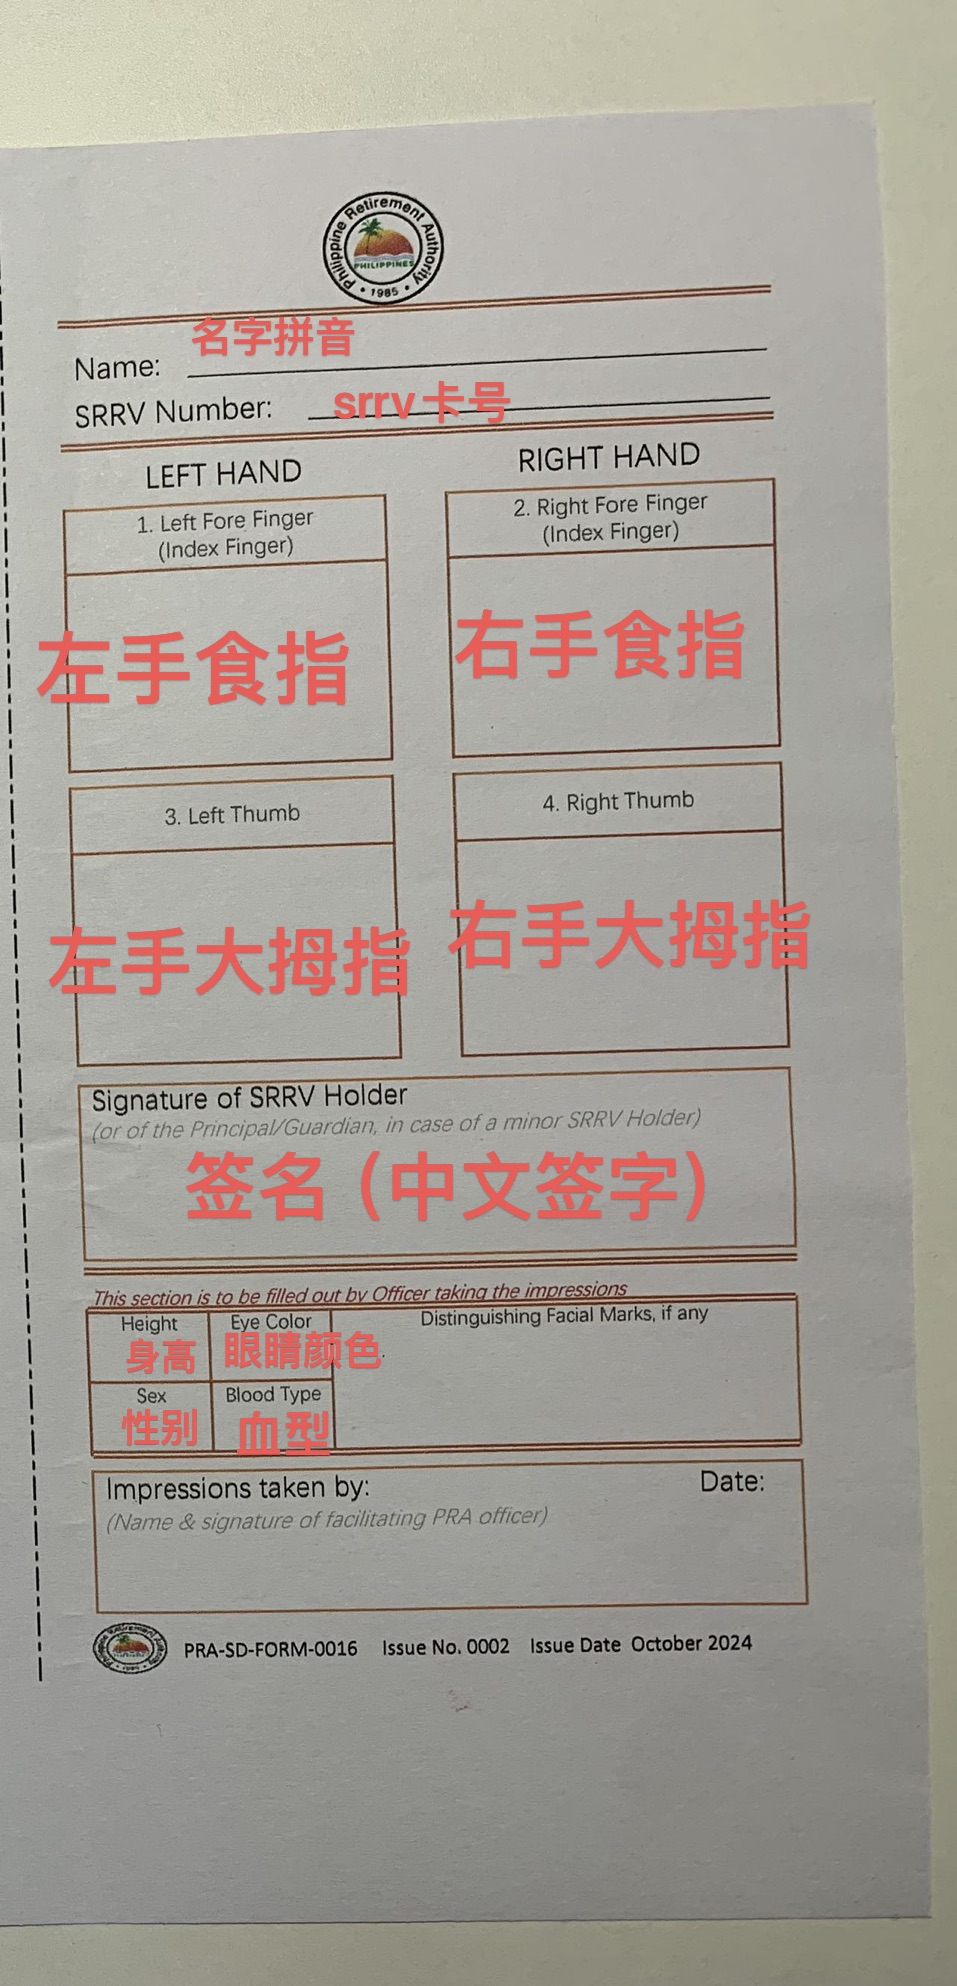 Philippine Retirement Authority
PHILIPPINES
• 1985 •
名字拼音
Name:
SRRV Number: srrv卡号
LEFT HAND
RIGHT HAND
1. Left Fore Finger
(Index Finger)
2. Right Fore Finger
(Index Finger)
左手食指
右手食指
3. Left Thumb
4. Right Thumb
左手大拇指
右手大拇指
Signature of SRRV Holder
(or of the Principal/Guardian, in case of a minor SRRV Holder)
签名（中文签字）
This section is to be filled out by Officer taking the impressions
Height
Eye Color
Distinguishing Facial Marks, if any
身高
眼睛颜色
Sex
Blood Type
性别
血型
Impressions taken by:
Date:
(Name & signature of facilitating PRA officer)
PRA-SD-FORM-0016 Issue No. 0002 Issue Date October 2024